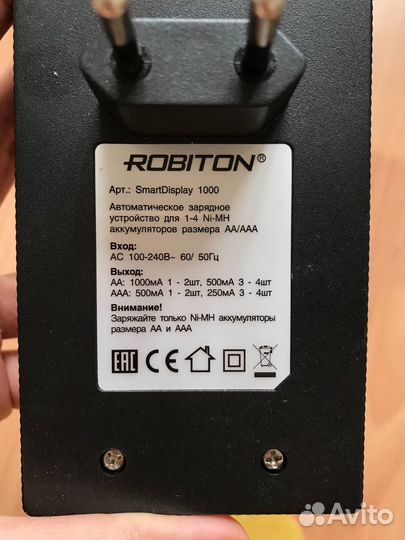 ROBITON®
Арт.: SmartDisplay 1000
Автоматическое зарядное
устройство для 1-4 Ni-MH
аккумуляторов размера AA/AAA
Вход:
AC 100-240В~ 60/ 50Гц
Выход:
AA: 1000мА 1 - 2шт, 500мА 3 - 4шт
AAA: 500мА 1 - 2шт, 250мА 3 - 4шт
Внимание!
Заряжайте только Ni-MH аккумуляторы
размера AA и AAA
EAC CE
Avito